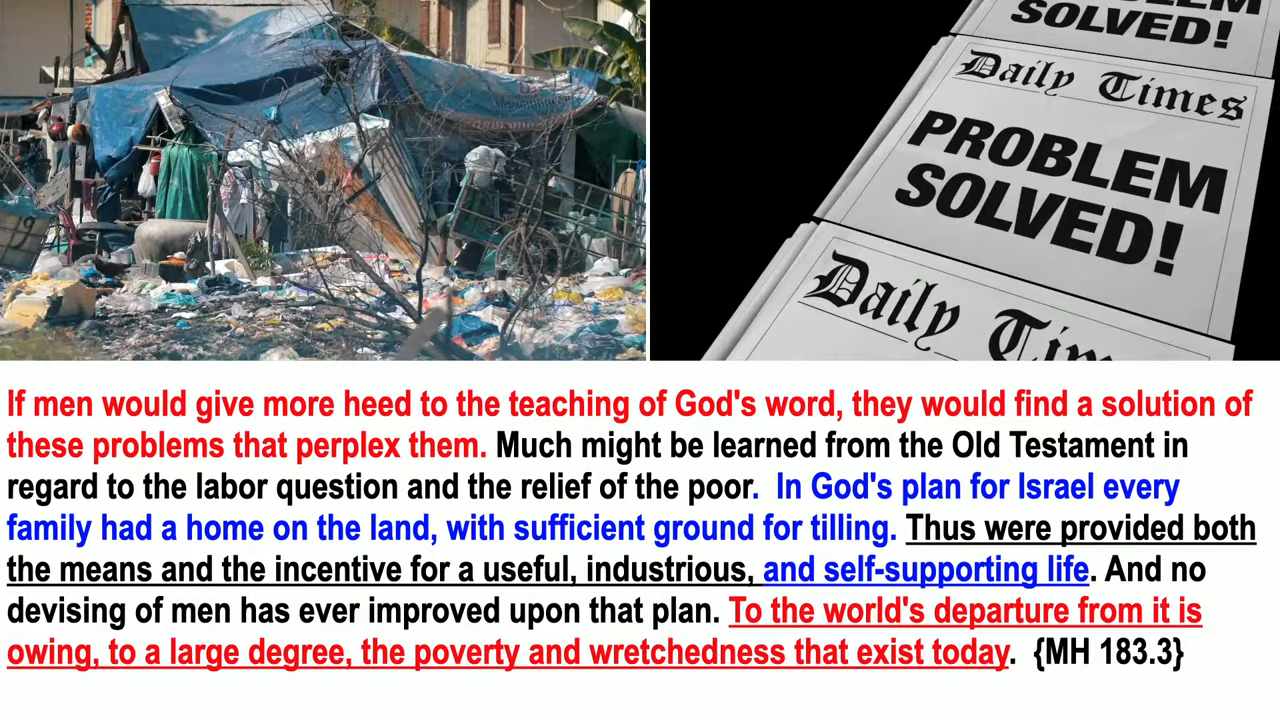 OBLEM
SOLVED!
Daily Times
PROBLEM
SOLVED!
Daily Tim
If men would give more heed to the teaching of God's word, they would find a solution of
these problems that perplex them. Much might be learned from the Old Testament in
regard to the labor question and the relief of the poor.  In God's plan for Israel every
family had a home on the land, with sufficient ground for tilling. Thus were provided both
the means and the incentive for a useful, industrious, and self-supporting life. And no
devising of men has ever improved upon that plan. To the world's departure from it is
owing, to a large degree, the poverty and wretchedness that exist today.  {MH 183.3}